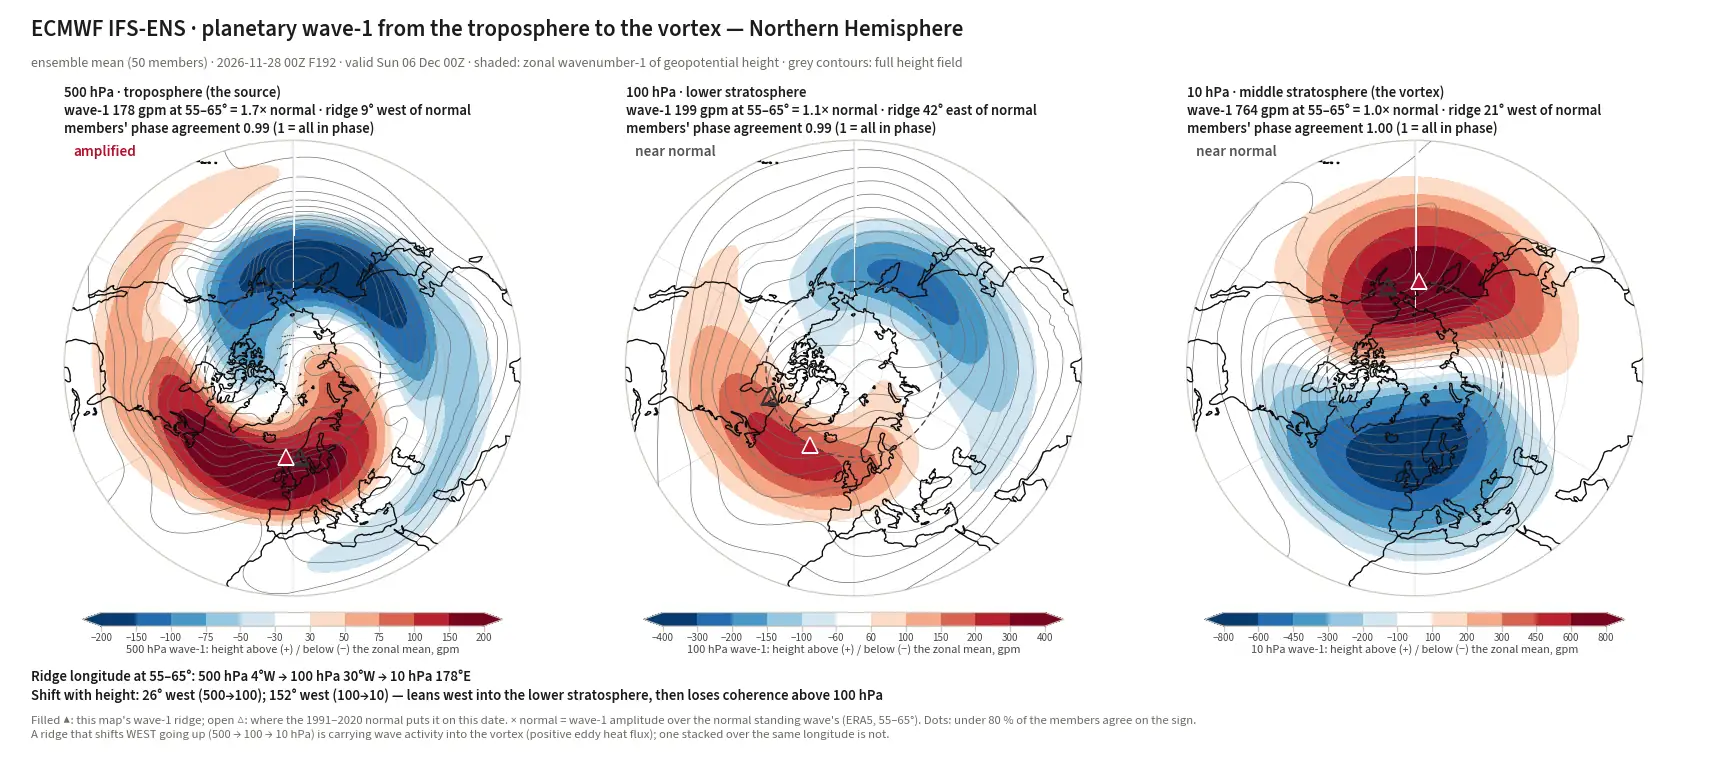 ECMWF IFS-ENS · planetary wave-1 from the troposphere to the vortex — Northern Hemisphere
ensemble mean (50 members) · 2026-11-28 00Z F192 · valid Sun 06 Dec 00Z · shaded: zonal wavenumber-1 of geopotential height · grey contours: full height field
500 hPa · troposphere (the source)
wave-1 178 gpm at 55–65° = 1.7× normal · ridge 9° west of normal
members' phase agreement 0.99 (1 = all in phase)
amplified
100 hPa · lower stratosphere
wave-1 199 gpm at 55–65° = 1.1× normal · ridge 42° east of normal
members' phase agreement 0.99 (1 = all in phase)
near normal
10 hPa · middle stratosphere (the vortex)
wave-1 764 gpm at 55–65° = 1.0× normal · ridge 21° west of normal
members' phase agreement 1.00 (1 = all in phase)
near normal
−200 −150 −100 −75 −50 −30 30 50 75 100 150 200
500 hPa wave-1: height above (+) / below (−) the zonal mean, gpm
−400 −300 −200 −150 −100 −60 60 100 150 200 300 400
100 hPa wave-1: height above (+) / below (−) the zonal mean, gpm
−800 −600 −450 −300 −200 −100 100 200 300 450 600 800
10 hPa wave-1: height above (+) / below (−) the zonal mean, gpm
Ridge longitude at 55–65°: 500 hPa 4°W → 100 hPa 30°W → 10 hPa 178°E
Shift with height: 26° west (500→100); 152° west (100→10) — leans west into the lower stratosphere, then loses coherence above 100 hPa
Filled ▲: this map's wave-1 ridge; open △: where the 1991–2020 normal puts it on this date. × normal = wave-1 amplitude over the normal standing wave's (ERA5, 55–65°). Dots: under 80 % of the members agree on the sign.
A ridge that shifts WEST going up (500 → 100 → 10 hPa) is carrying wave activity into the vortex (positive eddy heat flux); one stacked over the same longitude is not.